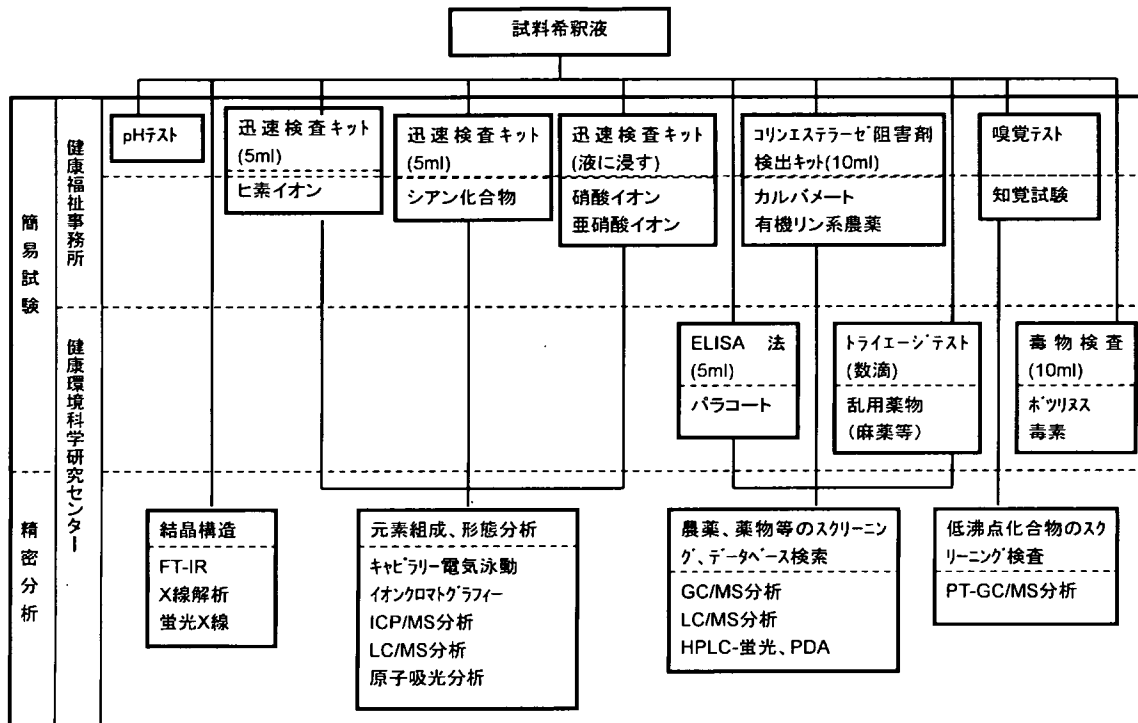 試料希釈液
簡易試験
精密分析
健康福祉事務所
健康環境科学研究センター
pHテスト
迅速検査キット
(5ml)
ヒ素イオン
迅速検査キット
(5ml)
シアン化合物
迅速検査キット
(液に浸す)
硝酸イオン
亜硝酸イオン
コリンエステラーゼ阻害剤
検出キット(10ml)
カルバメート
有機リン系農薬
嗅覚テスト
知覚試験
ELISA 法
(5ml)
パラコート
トライエージテスト
(数滴)
乱用薬物
(麻薬等)
毒物検査
(10ml)
ボツリヌス
毒素
結晶構造
FT-IR
X線解析
蛍光X線
元素組成、形態分析
キャピラリー電気泳動
イオンクロマトグラフィー
ICP/MS分析
LC/MS分析
原子吸光分析
農薬、薬物等のスクリーニン
グ、データベース検索
GC/MS分析
LC/MS分析
HPLC-蛍光、PDA
低沸点化合物のスク
リーニング検査
PT-GC/MS分析